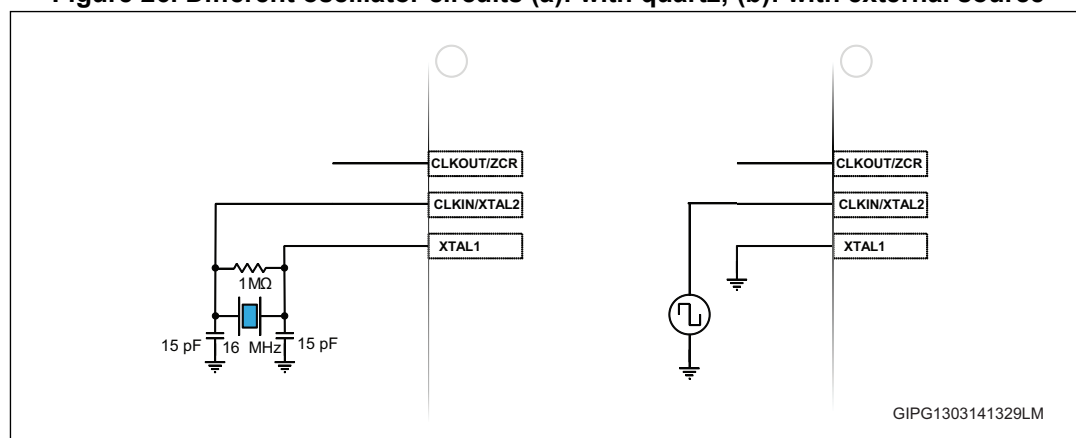 Figure 20. Different oscillator circuits (a): with quartz; (b): with external source
CLKOUT/ZCR
CLKIN/XTAL2
XTAL1
1MΩ
15 pF
16 MHz
15 pF
CLKOUT/ZCR
CLKIN/XTAL2
XTAL1
GIPG1303141329LM